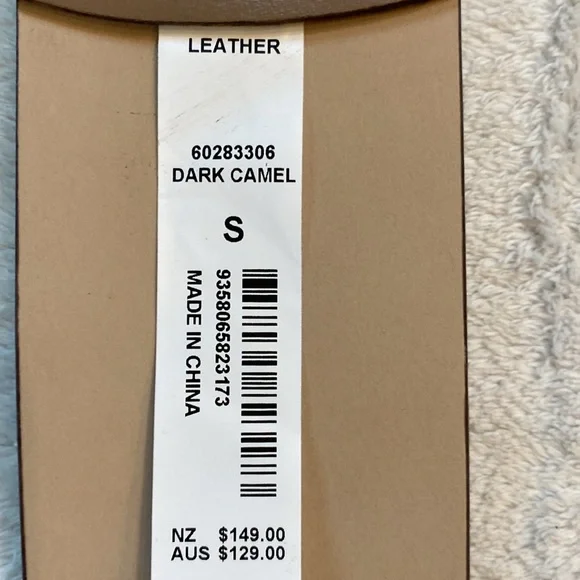 LEATHER
60283306
DARK CAMEL
S
9358065823173
MADE IN CHINA
NZ $149.00
AUS $129.00